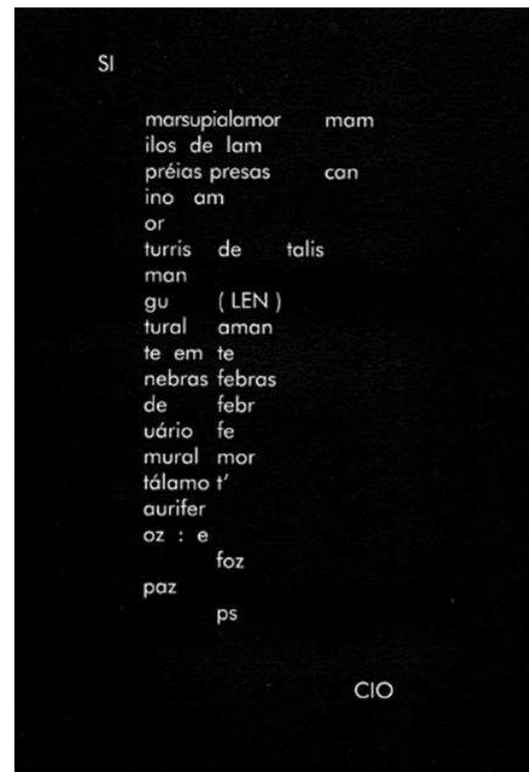 SI
marsupialamor mam
ilos de lam
préias presas can
ino am
or
turris de talis
man
gu ( LEN )
tural aman
te em te
nebras febras
de febr
uário fe
mural mor
tálamo t’
aurifer
oz : e
foz
paz
ps
CIO